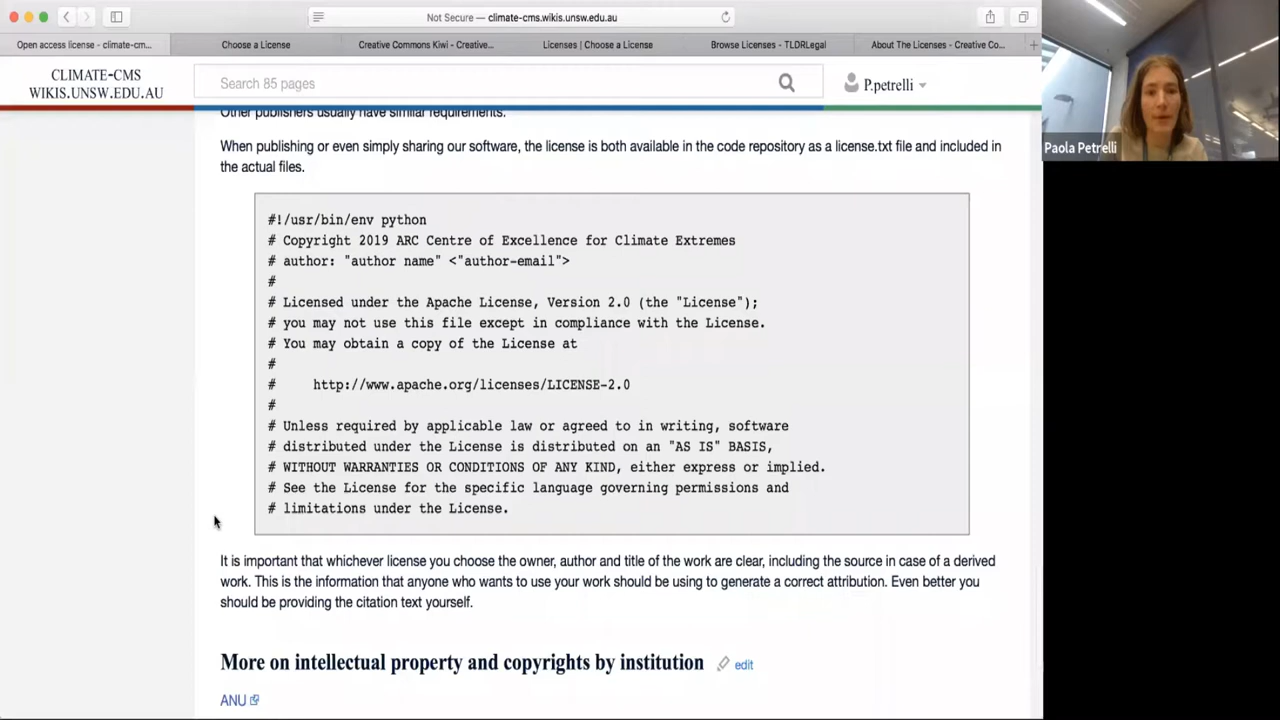 Not Secure — climate-cms.wikis.unsw.edu.au
Open access license - climate-cm...
Choose a License
Creative Commons Kiwi - Creative...
Licenses | Choose a License
Browse Licenses - TLDRLegal
About The Licenses - Creative Co...
CLIMATE-CMS
WIKIS.UNSW.EDU.AU
Search 85 pages
P.petrelli
Other publishers usually have similar requirements.
When publishing or even simply sharing our software, the license is both available in the code repository as a license.txt file and included in
the actual files.
#!/usr/bin/env python
# Copyright 2019 ARC Centre of Excellence for Climate Extremes
# author: "author name" <"author-email">
#
# Licensed under the Apache License, Version 2.0 (the "License");
# you may not use this file except in compliance with the License.
# You may obtain a copy of the License at
#
#     http://www.apache.org/licenses/LICENSE-2.0
#
# Unless required by applicable law or agreed to in writing, software
# distributed under the License is distributed on an "AS IS" BASIS,
# WITHOUT WARRANTIES OR CONDITIONS OF ANY KIND, either express or implied.
# See the License for the specific language governing permissions and
# limitations under the License.
It is important that whichever license you choose the owner, author and title of the work are clear, including the source in case of a derived
work. This is the information that anyone who wants to use your work should be using to generate a correct attribution. Even better you
should be providing the citation text yourself.
More on intellectual property and copyrights by institution edit
ANU
Paola Petrelli